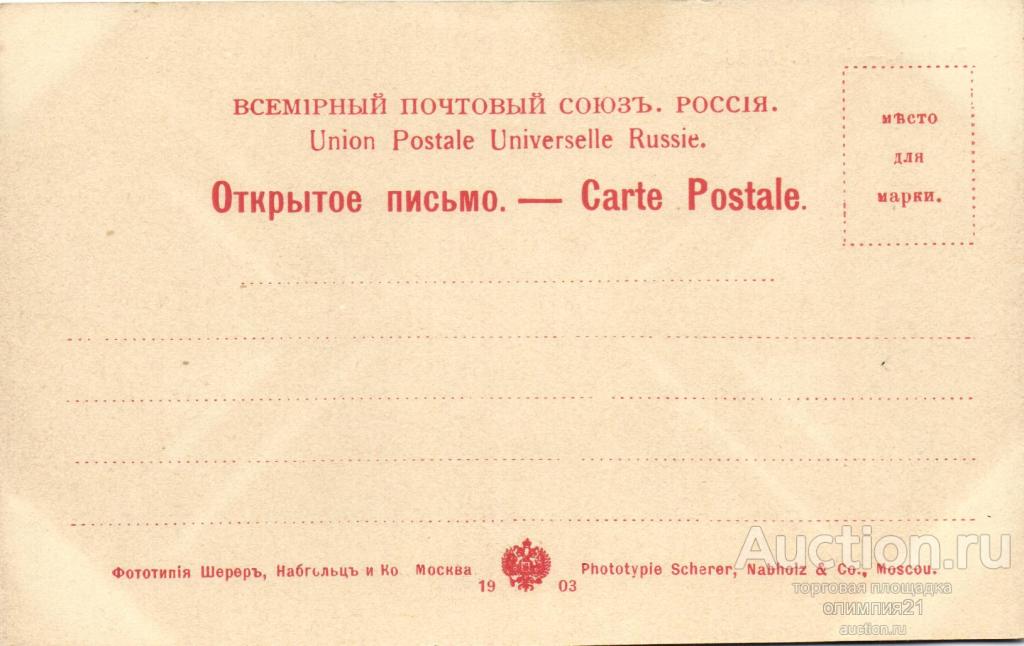 ВСЕМІРНЫЙ ПОЧТОВЫЙ СОЮЗЪ. РОССІЯ.
Union Postale Universelle Russie.
Открытое письмо. — Carte Postale.
мѣсто
для
марки.
Фототипія Шереръ, Набгольцъ и Ко Москва
19 03
Phototypie Scherer, Nabholz & Co., Moscou.
Auction.ru
торговая площадка
олимпия21
auction.ru